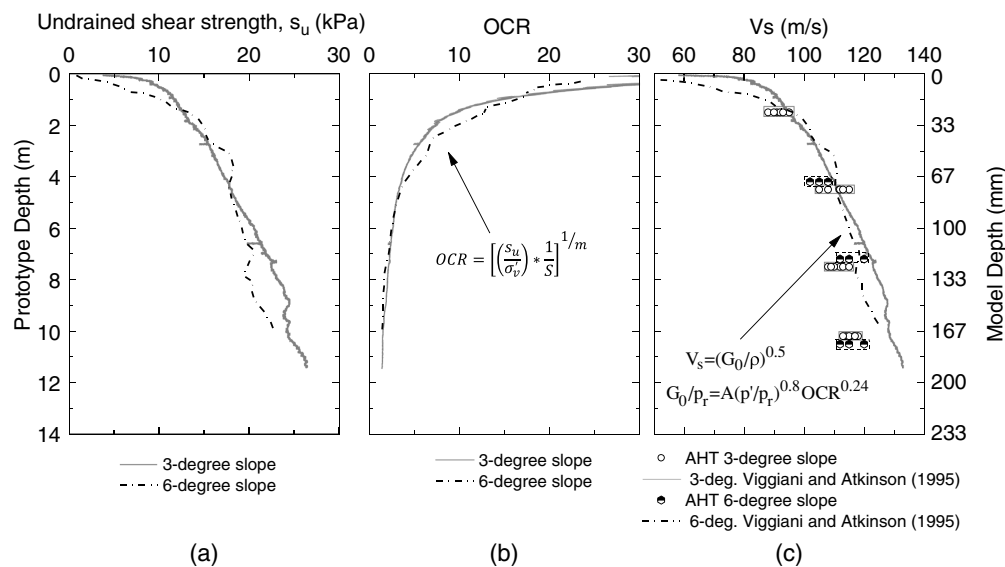 Undrained shear strength, s_u (kPa)
0 5 10 15 20 25 30
0
2
4
6
8
10
12
14
Prototype Depth (m)
3-degree slope
6-degree slope
(a)
OCR
0 10 20 30
OCR = [(s_u/σ'_v) * 1/S]^{1/m}
3-degree slope
6-degree slope
(b)
Vs (m/s)
60 80 100 120 140
0
33
67
100
133
167
200
233
Model Depth (mm)
V_s=(G_0/ρ)^{0.5}
G_0/p_r=A(p'/p_r)^{0.8}OCR^{0.24}
AHT 3-degree slope
3-deg. Viggiani and Atkinson (1995)
AHT 6-degree slope
6-deg. Viggiani and Atkinson (1995)
(c)